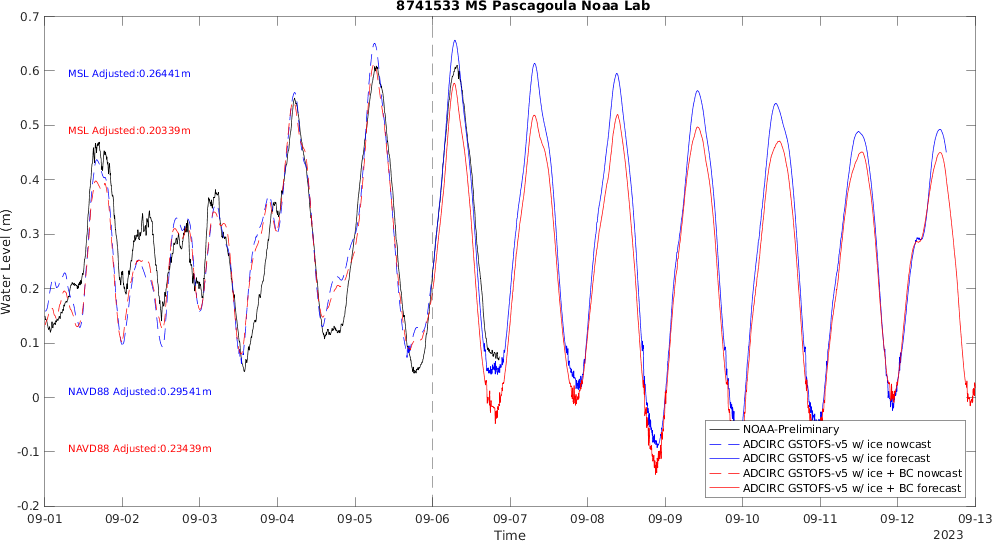 8741533 MS Pascagoula Noaa Lab
0.7
0.6
0.5
0.4
0.3
0.2
0.1
0
-0.1
-0.2
Water Level (m)
MSL Adjusted:0.26441m
MSL Adjusted:0.20339m
NAVD88 Adjusted:0.29541m
NAVD88 Adjusted:0.23439m
NOAA-Preliminary
ADCIRC GSTOFS-v5 w/ ice nowcast
ADCIRC GSTOFS-v5 w/ ice forecast
ADCIRC GSTOFS-v5 w/ ice + BC nowcast
ADCIRC GSTOFS-v5 w/ ice + BC forecast
09-01 09-02 09-03 09-04 09-05 09-06 09-07 09-08 09-09 09-10 09-11 09-12 09-13
Time
2023